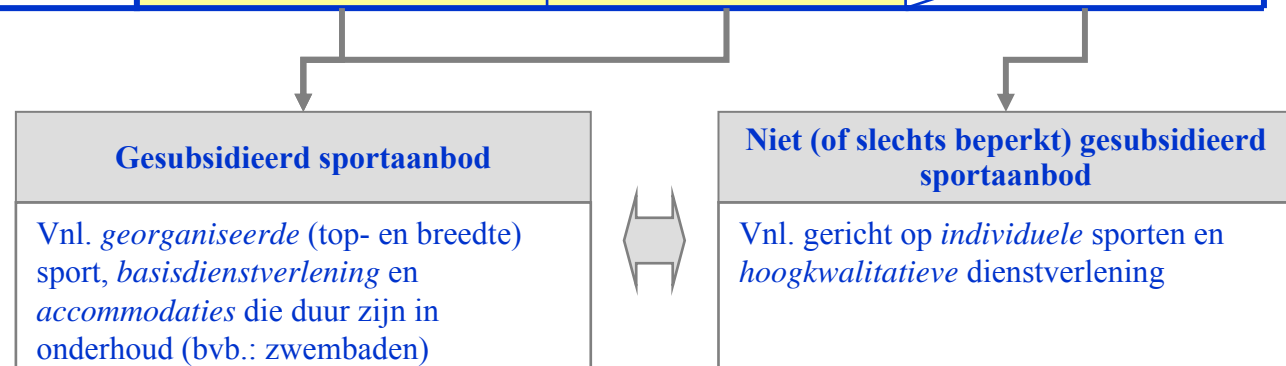 Gesubsidieerd sportaanbod
Vnl. georganiseerde (top- en breedte)
sport, basisdienstverlening en
accommodaties die duur zijn in
onderhoud (bvb.: zwembaden)
Niet (of slechts beperkt) gesubsidieerd
sportaanbod
Vnl. gericht op individuele sporten en
hoogkwalitatieve dienstverlening